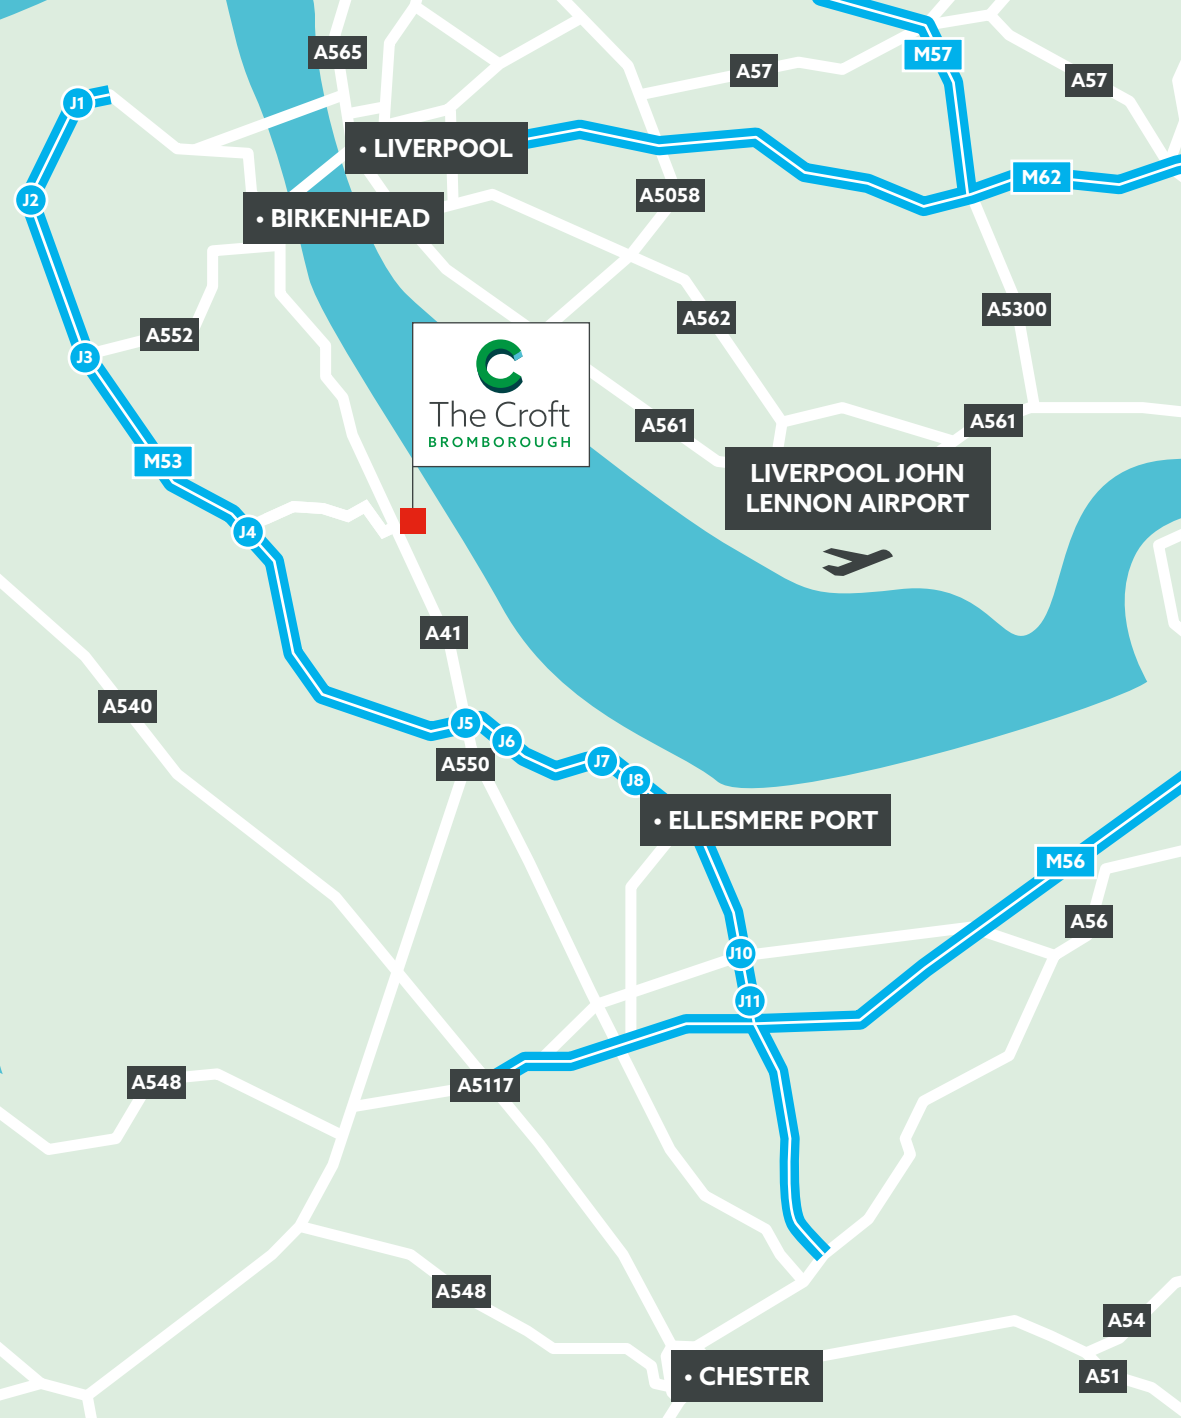 A565
M57
A57
A57
J1
• LIVERPOOL
M62
J2
A5058
• BIRKENHEAD
A5300
A562
A552
J3
The Croft
BROMBOROUGH
A561
A561
M53
LIVERPOOL JOHN
LENNON AIRPORT
J4
A41
A540
J5
J6
A550
J7
J8
• ELLESMERE PORT
M56
A56
J10
J11
A548
A5117
A548
A54
• CHESTER
A51